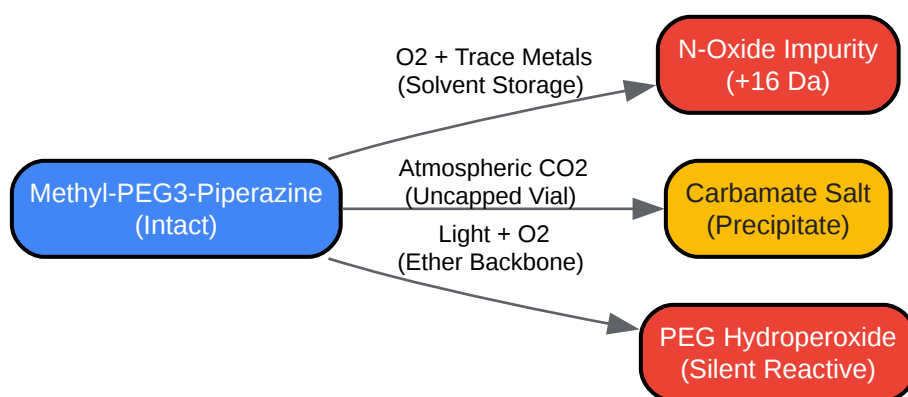 O2 + Trace Metals
(Solvent Storage)
N-Oxide Impurity
(+16 Da)
Methyl-PEG3-Piperazine
(Intact)
Atmospheric CO2
(Uncapped Vial)
Carbamate Salt
(Precipitate)
Light + O2
(Ether Backbone)
PEG Hydroperoxide
(Silent Reactive)